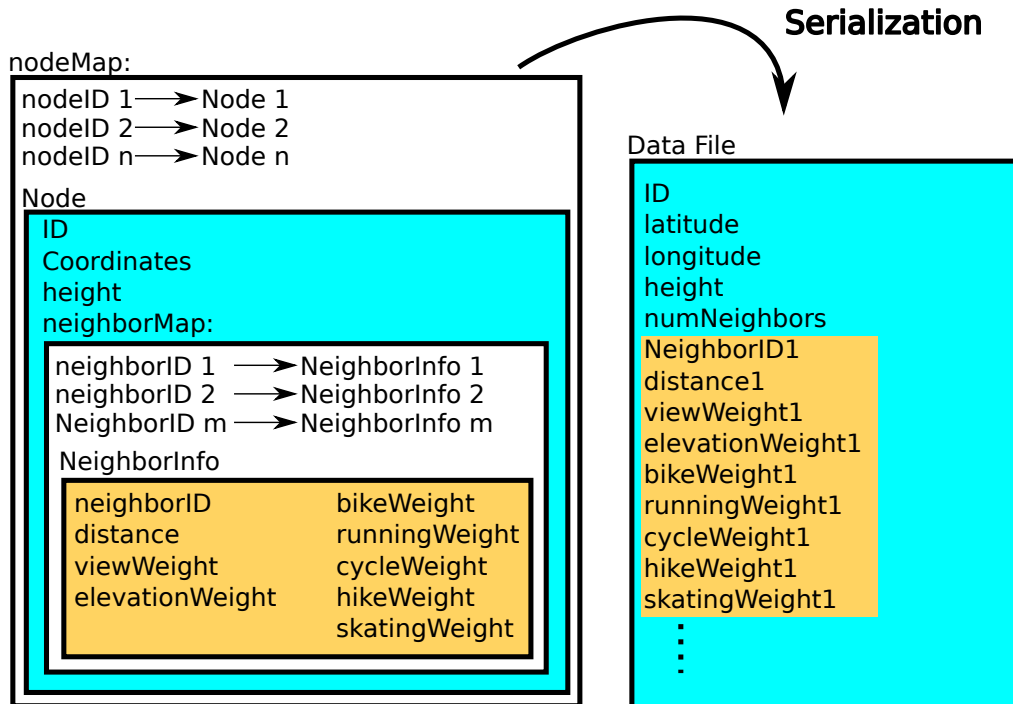 Serialization
nodeMap:
nodeID 1 Node 1
nodeID 2 Node 2
nodeID n Node n
Node
ID
Coordinates
height
neighborMap:
neighborID 1 NeighborInfo 1
neighborID 2 NeighborInfo 2
NeighborID m NeighborInfo m
NeighborInfo
neighborID
distance
viewWeight
elevationWeight
bikeWeight
runningWeight
cycleWeight
hikeWeight
skatingWeight
Data File
ID
latitude
longitude
height
numNeighbors
NeighborID1
distance1
viewWeight1
elevationWeight1
bikeWeight1
runningWeight1
cycleWeight1
hikeWeight1
skatingWeight1